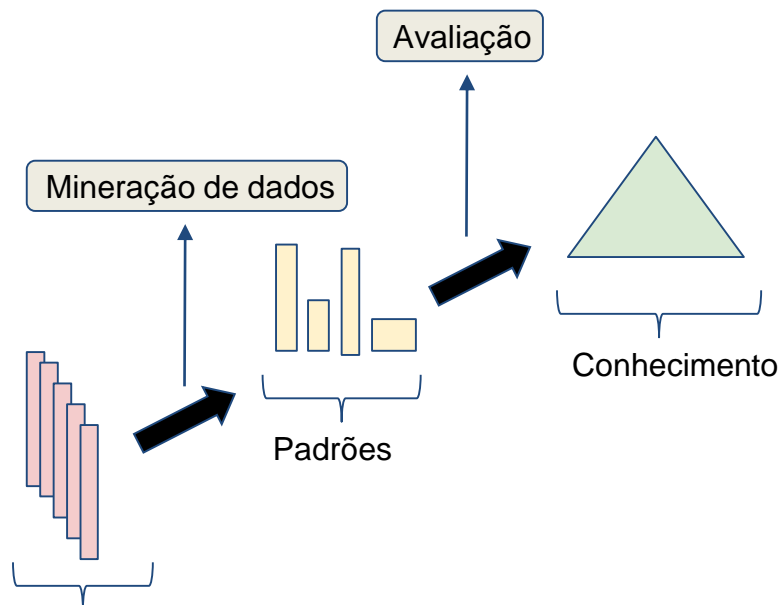 Avaliação
Mineração de dados
Conhecimento
Padrões